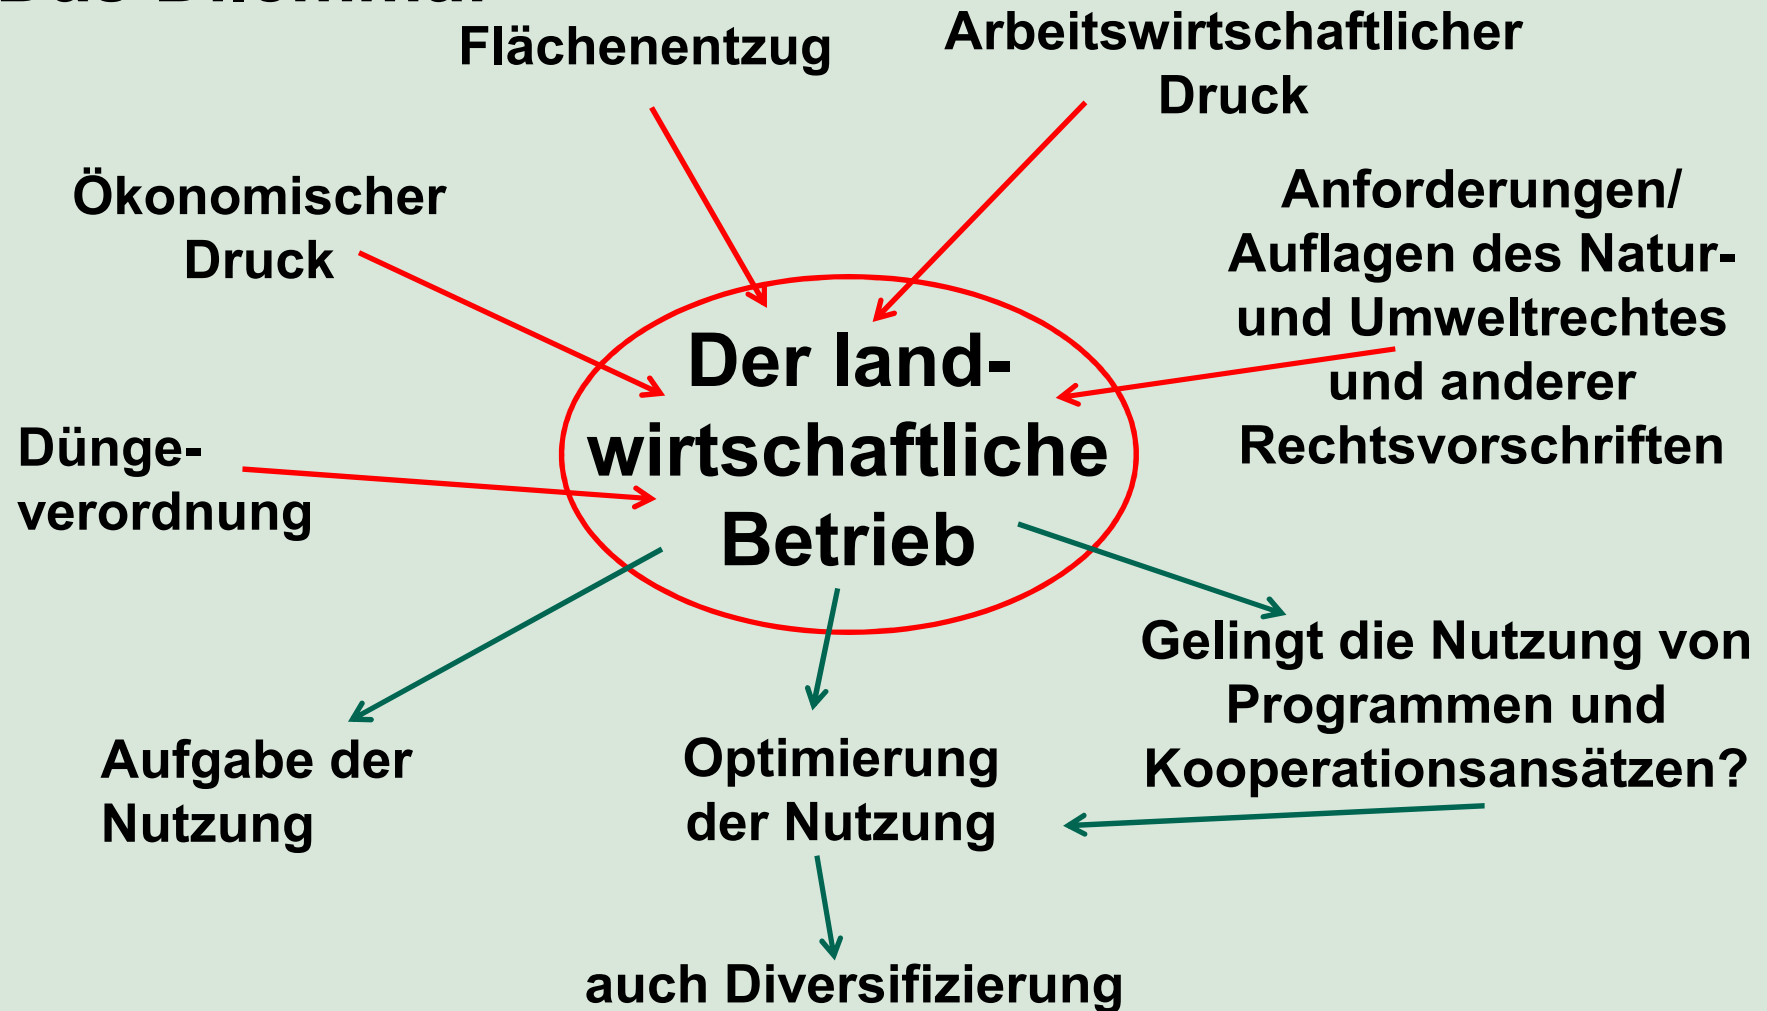 Flächenentzug
Arbeitswirtschaftlicher
Druck
Ökonomischer
Druck
Anforderungen/
Auflagen des Natur-
und Umweltrechtes
und anderer
Rechtsvorschriften
Dünge-
verordnung
Der land-
wirtschaftliche
Betrieb
Gelingt die Nutzung von
Programmen und
Kooperationsansätzen?
Aufgabe der
Nutzung
Optimierung
der Nutzung
auch Diversifizierung